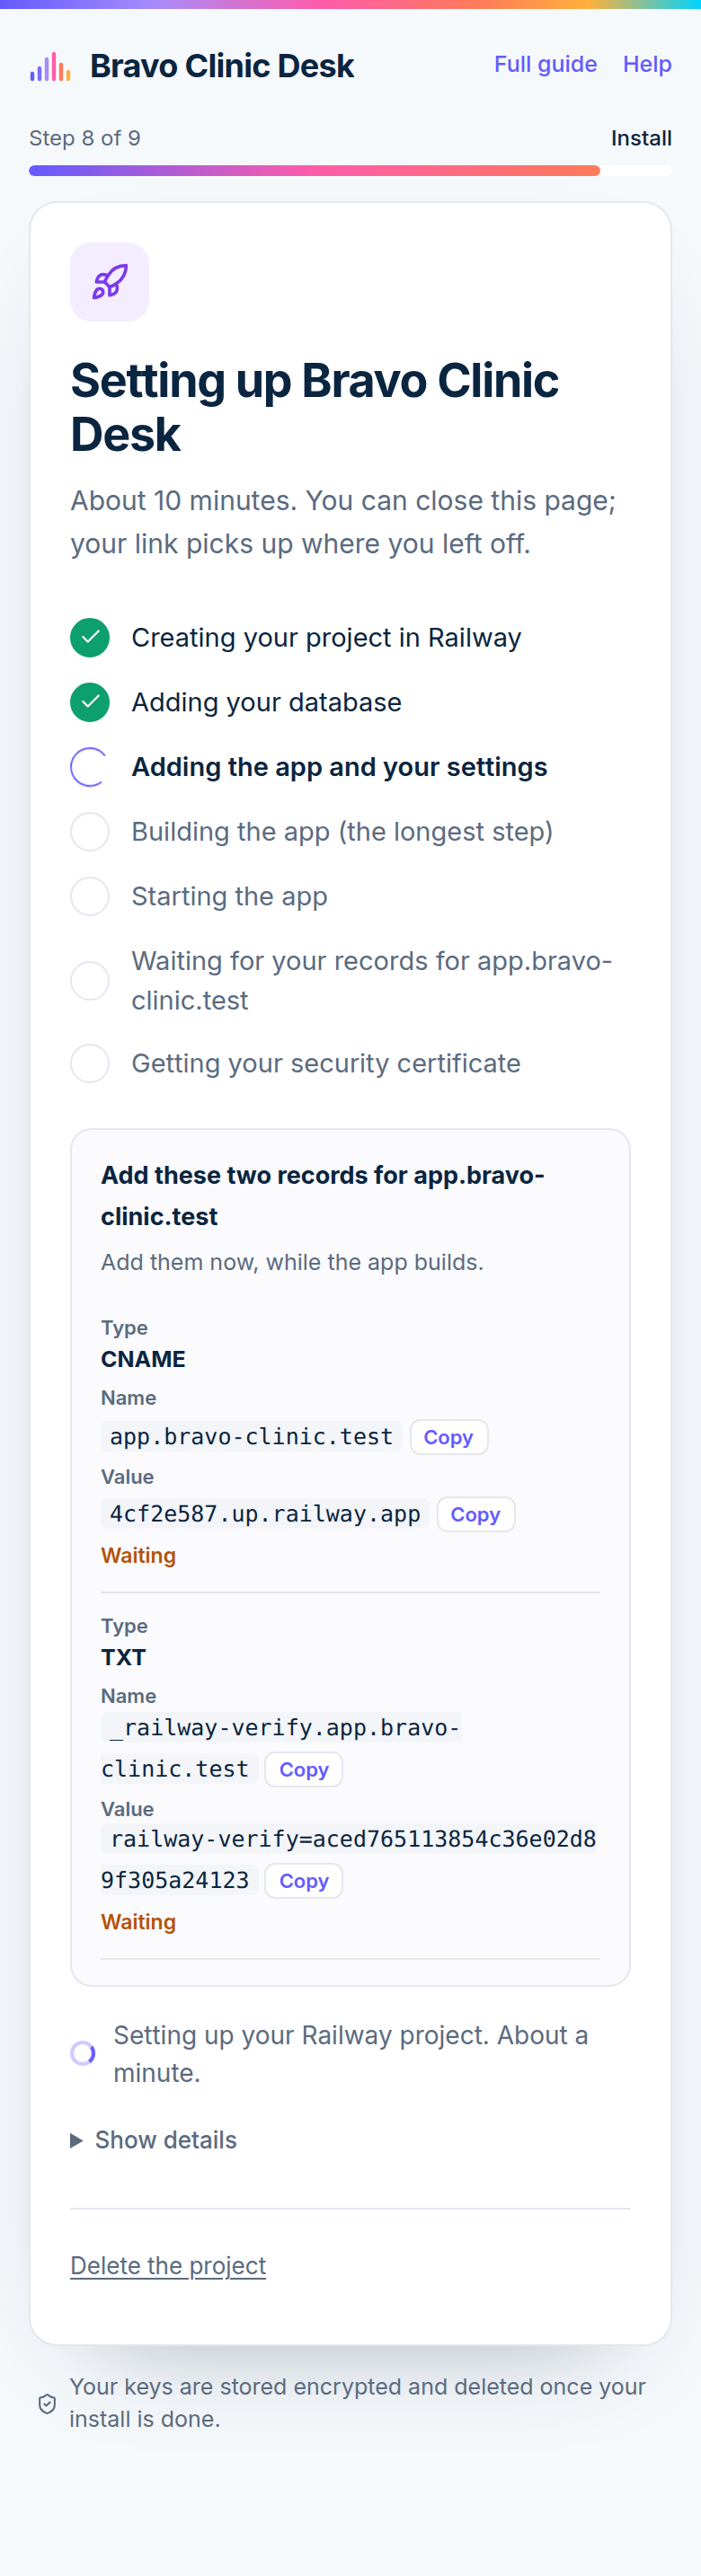 Bravo Clinic Desk
Full guide
Help
Step 8 of 9
Install
Setting up Bravo Clinic
Desk
About 10 minutes. You can close this page;
your link picks up where you left off.
Creating your project in Railway
Adding your database
Adding the app and your settings
Building the app (the longest step)
Starting the app
Waiting for your records for app.bravo-
clinic.test
Getting your security certificate
Add these two records for app.bravo-
clinic.test
Add them now, while the app builds.
Type
CNAME
Name
app.bravo-clinic.test Copy
Value
4cf2e587.up.railway.app Copy
Waiting
Type
TXT
Name
_railway-verify.app.bravo-
clinic.test Copy
Value
railway-verify=aced765113854c36e02d8
9f305a24123 Copy
Waiting
Setting up your Railway project. About a
minute.
Show details
Delete the project
Your keys are stored encrypted and deleted once your
install is done.